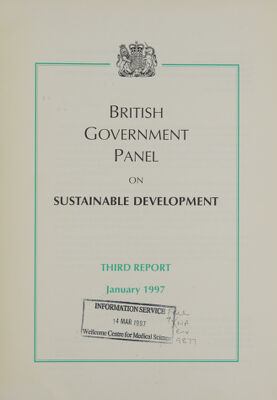 BRITISH
GOVERNMENT
PANEL
ON
SUSTAINABLE DEVELOPMENT
THIRD REPORT
January 1997
INFORMATION SERVICE
14 MAR 1997
Wellcome Centre for Medical Science